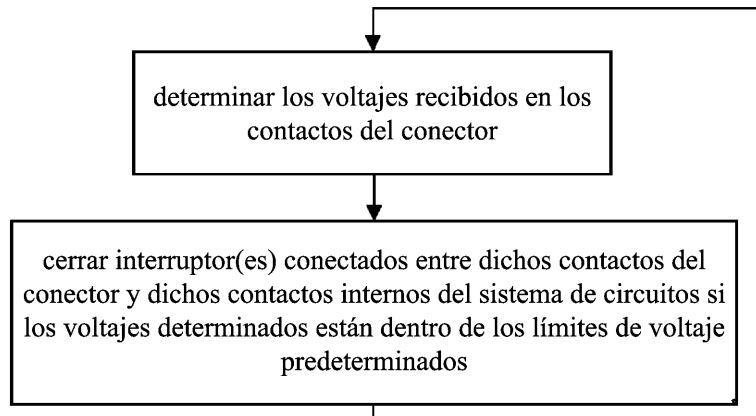 determinar los voltajes recibidos en los
contactos del conector
cerrar interruptor(es) conectados entre dichos contactos del
conector y dichos contactos internos del sistema de circuitos si
los voltajes determinados están dentro de los límites de voltaje
predeterminados